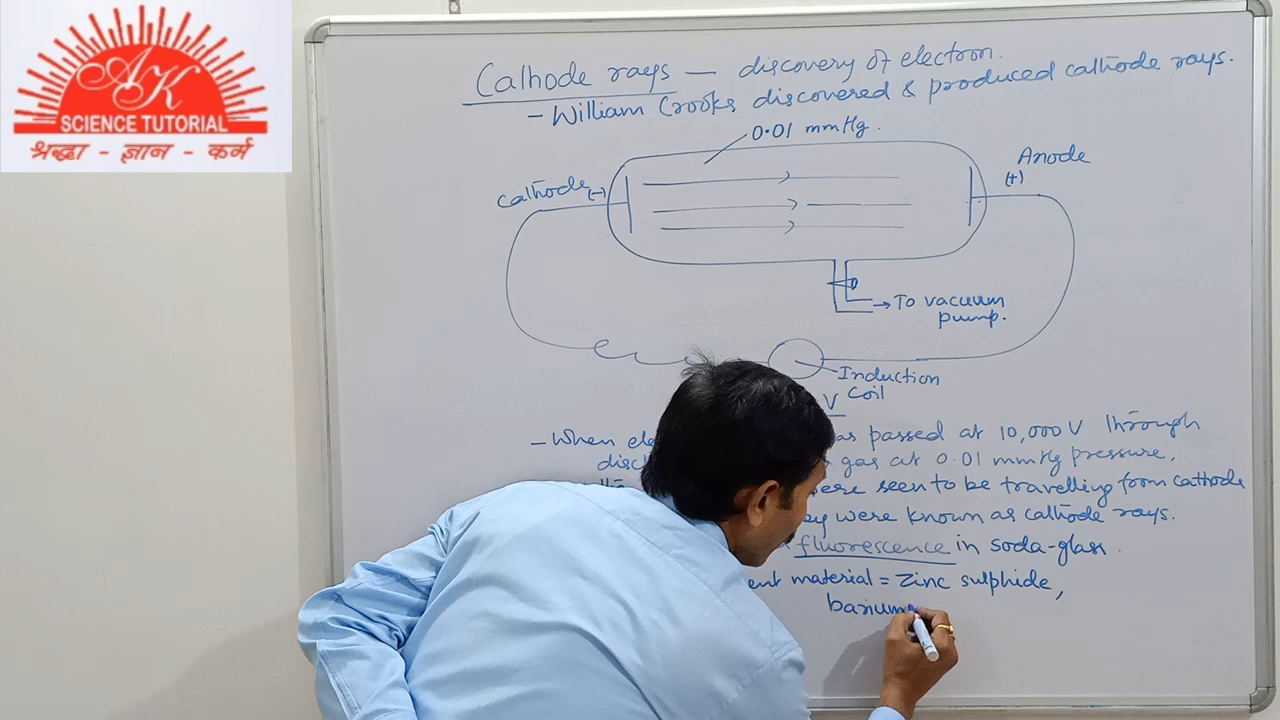 AK
SCIENCE TUTORIAL
श्रद्धा - ज्ञान - कर्म
Cathode rays — discovery of electron.
- William Crooks discovered & produced cathode rays.
0.01 mmHg.
Cathode (-)
Anode
(+)
→ To vacuum
pump.
Induction
Coil
V
- When as passed at 10,000 V through
gas at 0.01 mmHg pressure,
were seen to be travelling from cathode
were known as cathode rays.
fluorescence in soda-glass.
material = Zinc sulphide,
barium